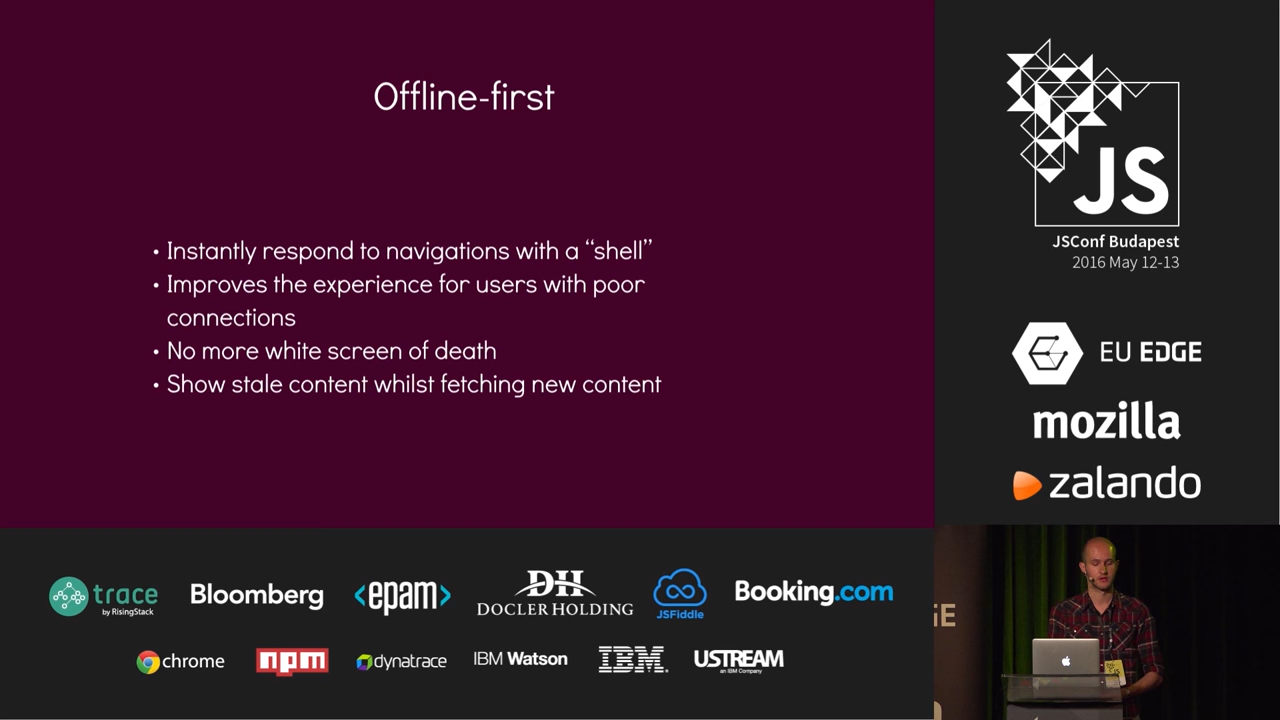 Offline-first
• Instantly respond to navigations with a “shell”
• Improves the experience for users with poor
connections
• No more white screen of death
• Show stale content whilst fetching new content
JS
JSConf Budapest
2016 May 12-13
EU EDGE
mozilla
zalando
trace
by RisingStack
Bloomberg
<epam>
DH
DOCLER HOLDING
JSFiddle
Booking.com
chrome
npm
dynatrace
IBM Watson
IBM
USTREAM
an IBM Company